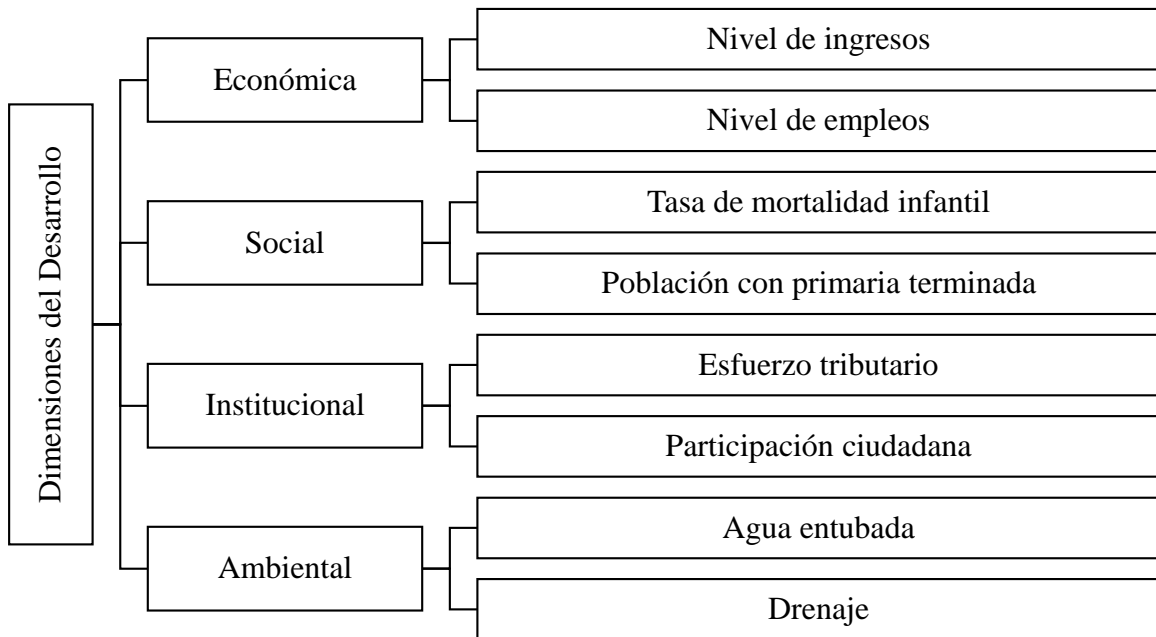 Dimensiones del Desarrollo
Económica
Nivel de ingresos
Nivel de empleos
Social
Tasa de mortalidad infantil
Población con primaria terminada
Institucional
Esfuerzo tributario
Participación ciudadana
Ambiental
Agua entubada
Drenaje